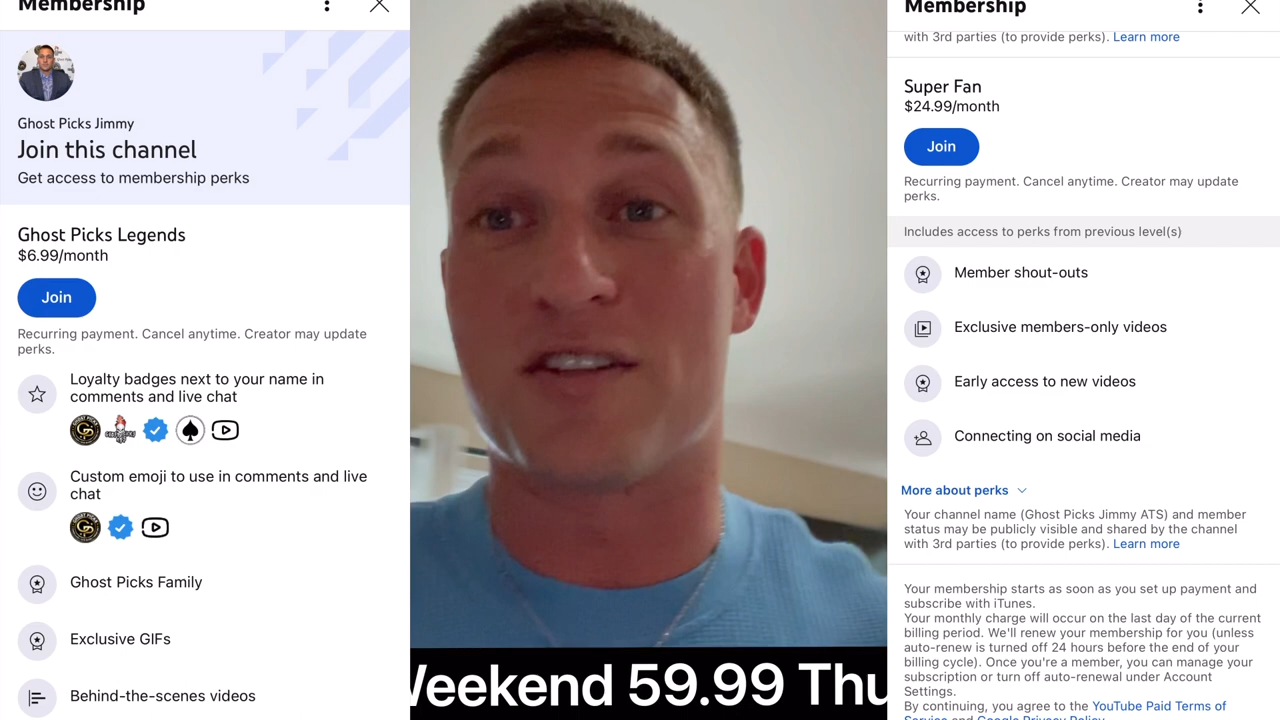 Membership
Ghost Picks Jimmy
Join this channel
Get access to membership perks
Ghost Picks Legends
$6.99/month
Join
Recurring payment. Cancel anytime. Creator may update
perks.
Loyalty badges next to your name in
comments and live chat
Custom emoji to use in comments and live
chat
Ghost Picks Family
Exclusive GIFs
Behind-the-scenes videos
Weekend 59.99 Thu
Membership
with 3rd parties (to provide perks). Learn more
Super Fan
$24.99/month
Join
Recurring payment. Cancel anytime. Creator may update
perks.
Includes access to perks from previous level(s)
Member shout-outs
Exclusive members-only videos
Early access to new videos
Connecting on social media
More about perks
Your channel name (Ghost Picks Jimmy ATS) and member
status may be publicly visible and shared by the channel
with 3rd parties (to provide perks). Learn more
Your membership starts as soon as you set up payment and
subscribe with iTunes.
Your monthly charge will occur on the last day of the current
billing period. We'll renew your membership for you (unless
auto-renew is turned off 24 hours before the end of your
billing cycle). Once you're a member, you can manage your
subscription or turn off auto-renewal under Account
Settings.
By continuing, you agree to the YouTube Paid Terms of
Service and Google Privacy Policy.